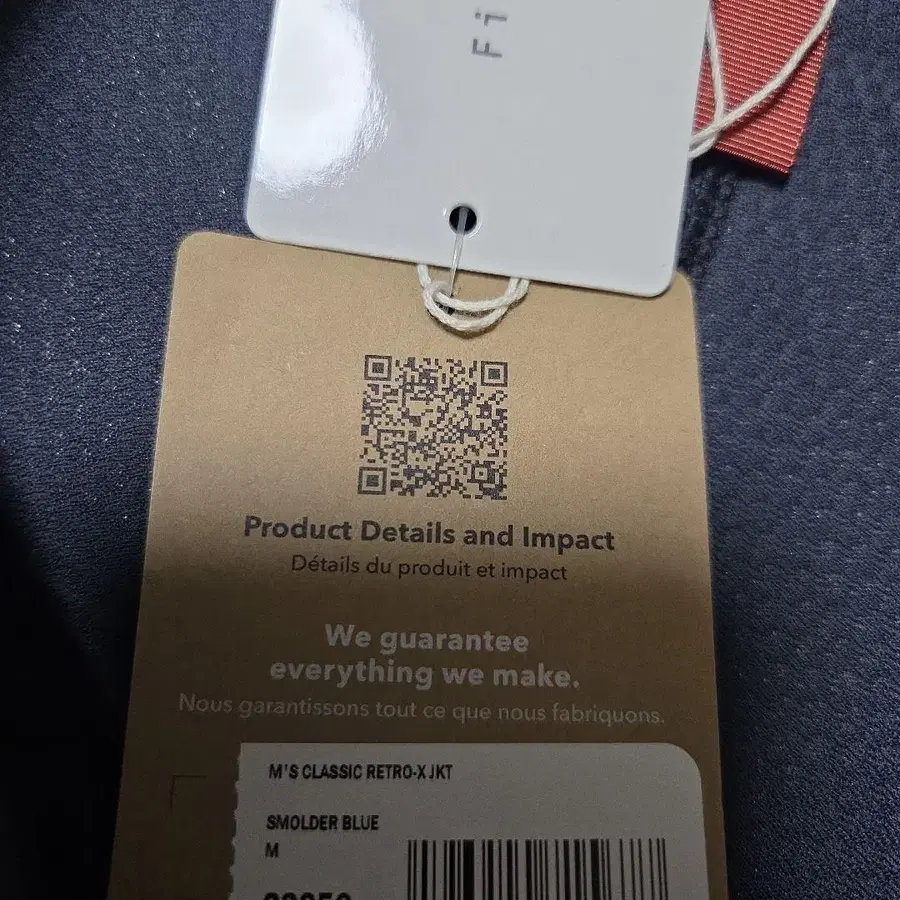 Fi
Product Details and Impact
Détails du produit et impact
We guarantee
everything we make.
Nous garantissons tout ce que nous fabriquons.
M'S CLASSIC RETRO-X JKT
SMOLDER BLUE
M